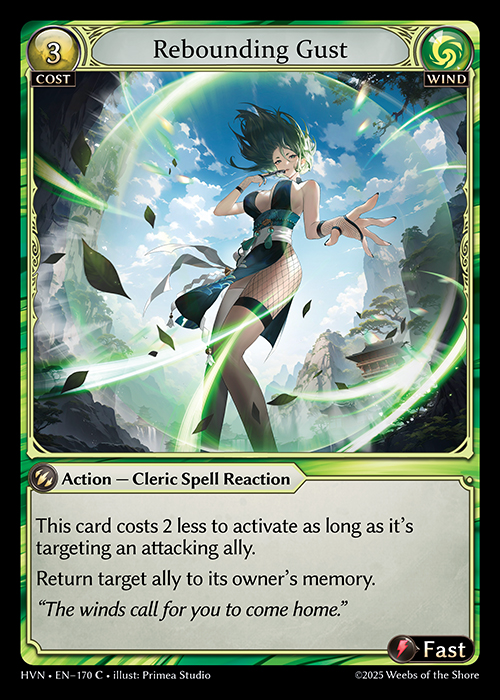 3
Rebounding Gust
COST
WIND
Action — Cleric Spell Reaction
This card costs 2 less to activate as long as it's
targeting an attacking ally.
Return target ally to its owner's memory.
“The winds call for you to come home.”
Fast
HVN • EN–170 C • illust: Primea Studio
©2025 Weebs of the Shore